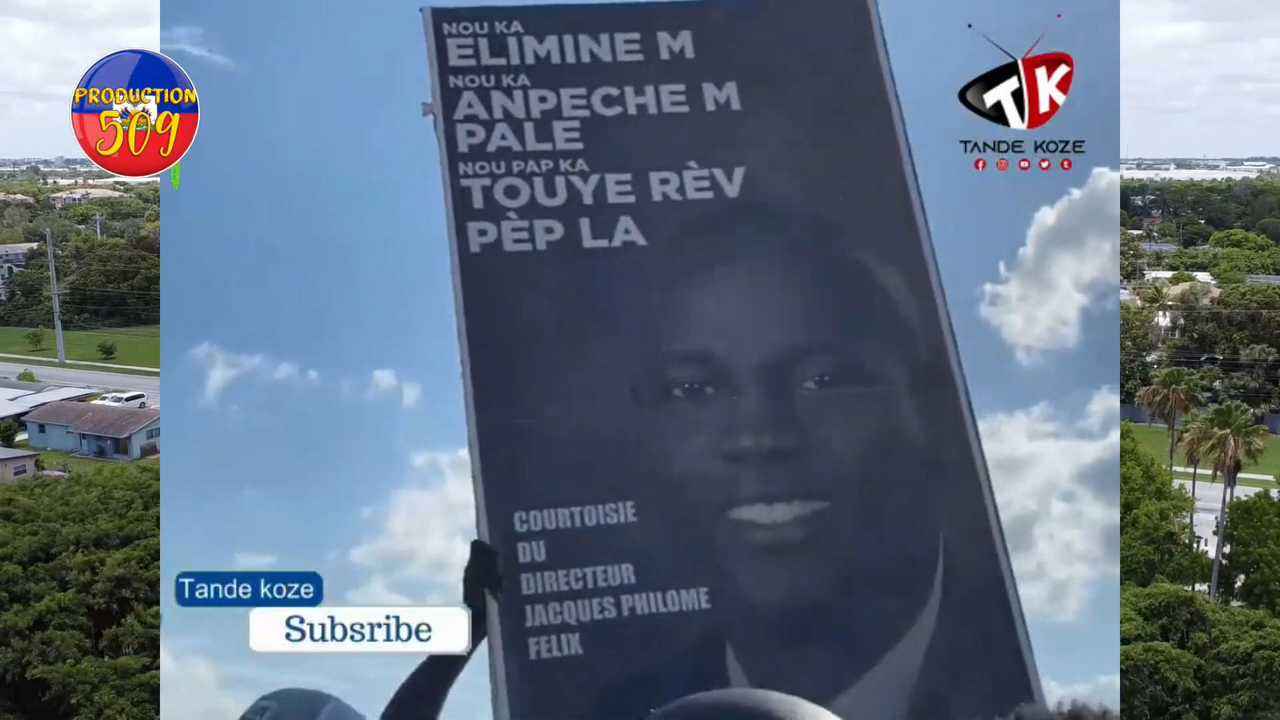 NOU KA
ELIMINE M
NOU KA
ANPECHE M
PALE
NOU PAP KA
TOUYE RÈV
PÈP LA
COURTOISIE
DU
DIRECTEUR
JACQUES PHILOME
FELIX
PRODUCTION
509
TK
TANDE KOZE
Tande koze
Subsribe